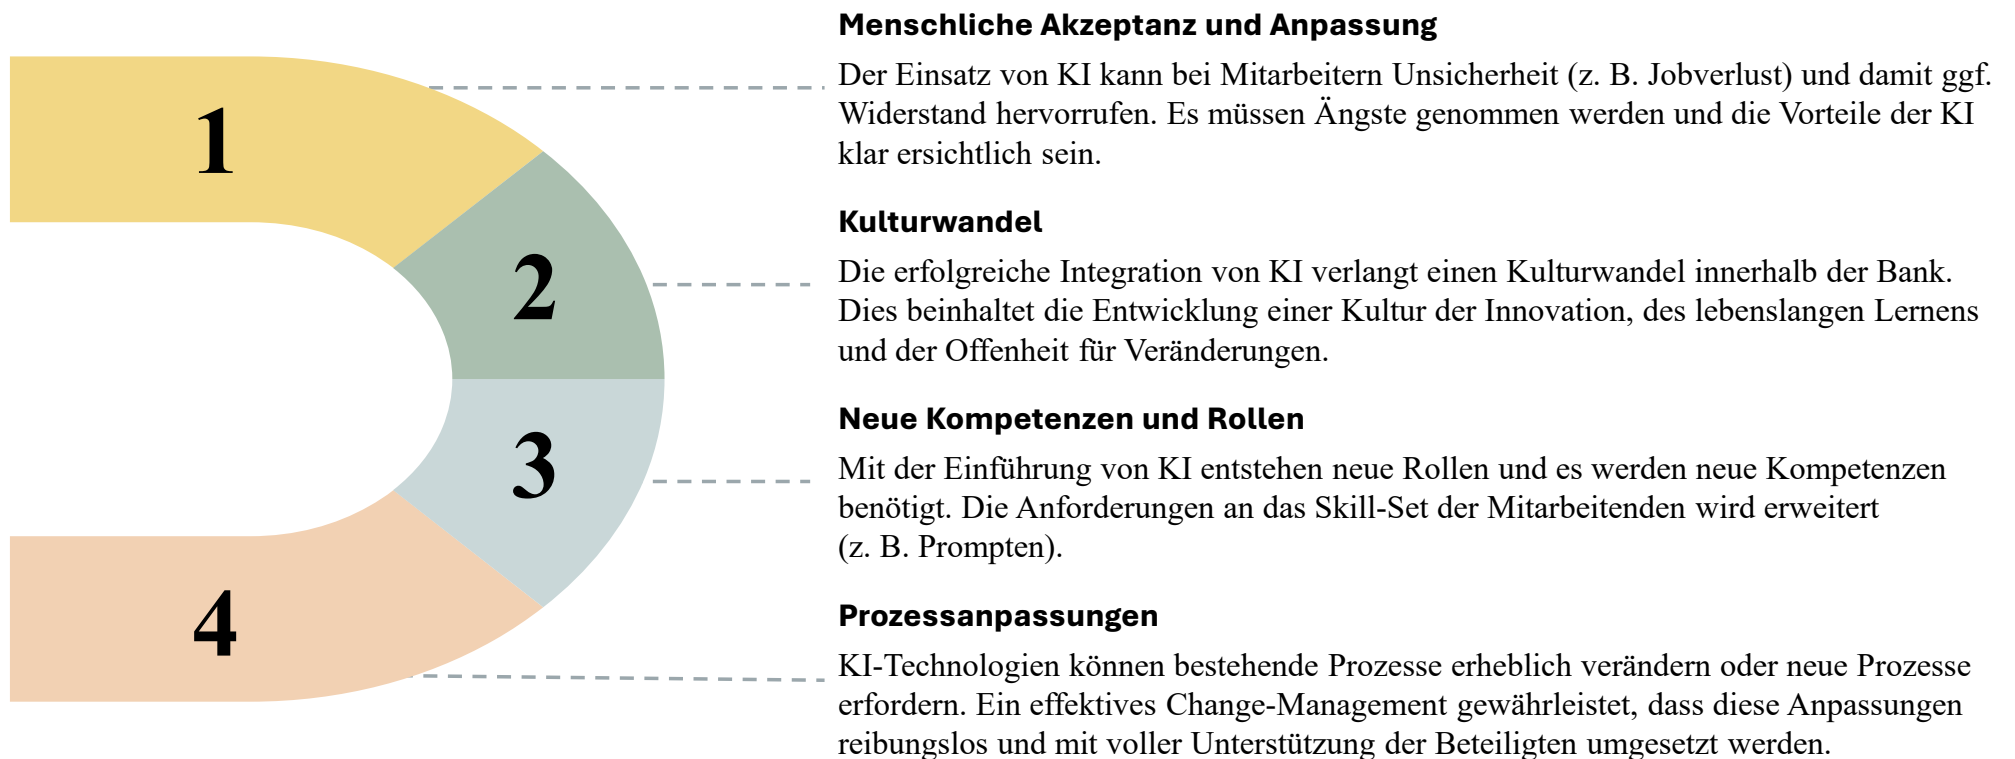 1
Menschliche Akzeptanz und Anpassung
Der Einsatz von KI kann bei Mitarbeitern Unsicherheit (z. B. Jobverlust) und damit ggf.
Widerstand hervorrufen. Es müssen Ängste genommen werden und die Vorteile der KI
klar ersichtlich sein.
2
Kulturwandel
Die erfolgreiche Integration von KI verlangt einen Kulturwandel innerhalb der Bank.
Dies beinhaltet die Entwicklung einer Kultur der Innovation, des lebenslangen Lernens
und der Offenheit für Veränderungen.
3
Neue Kompetenzen und Rollen
Mit der Einführung von KI entstehen neue Rollen und es werden neue Kompetenzen
benötigt. Die Anforderungen an das Skill-Set der Mitarbeitenden wird erweitert
(z. B. Prompten).
4
Prozessanpassungen
KI-Technologien können bestehende Prozesse erheblich verändern oder neue Prozesse
erfordern. Ein effektives Change-Management gewährleistet, dass diese Anpassungen
reibungslos und mit voller Unterstützung der Beteiligten umgesetzt werden.